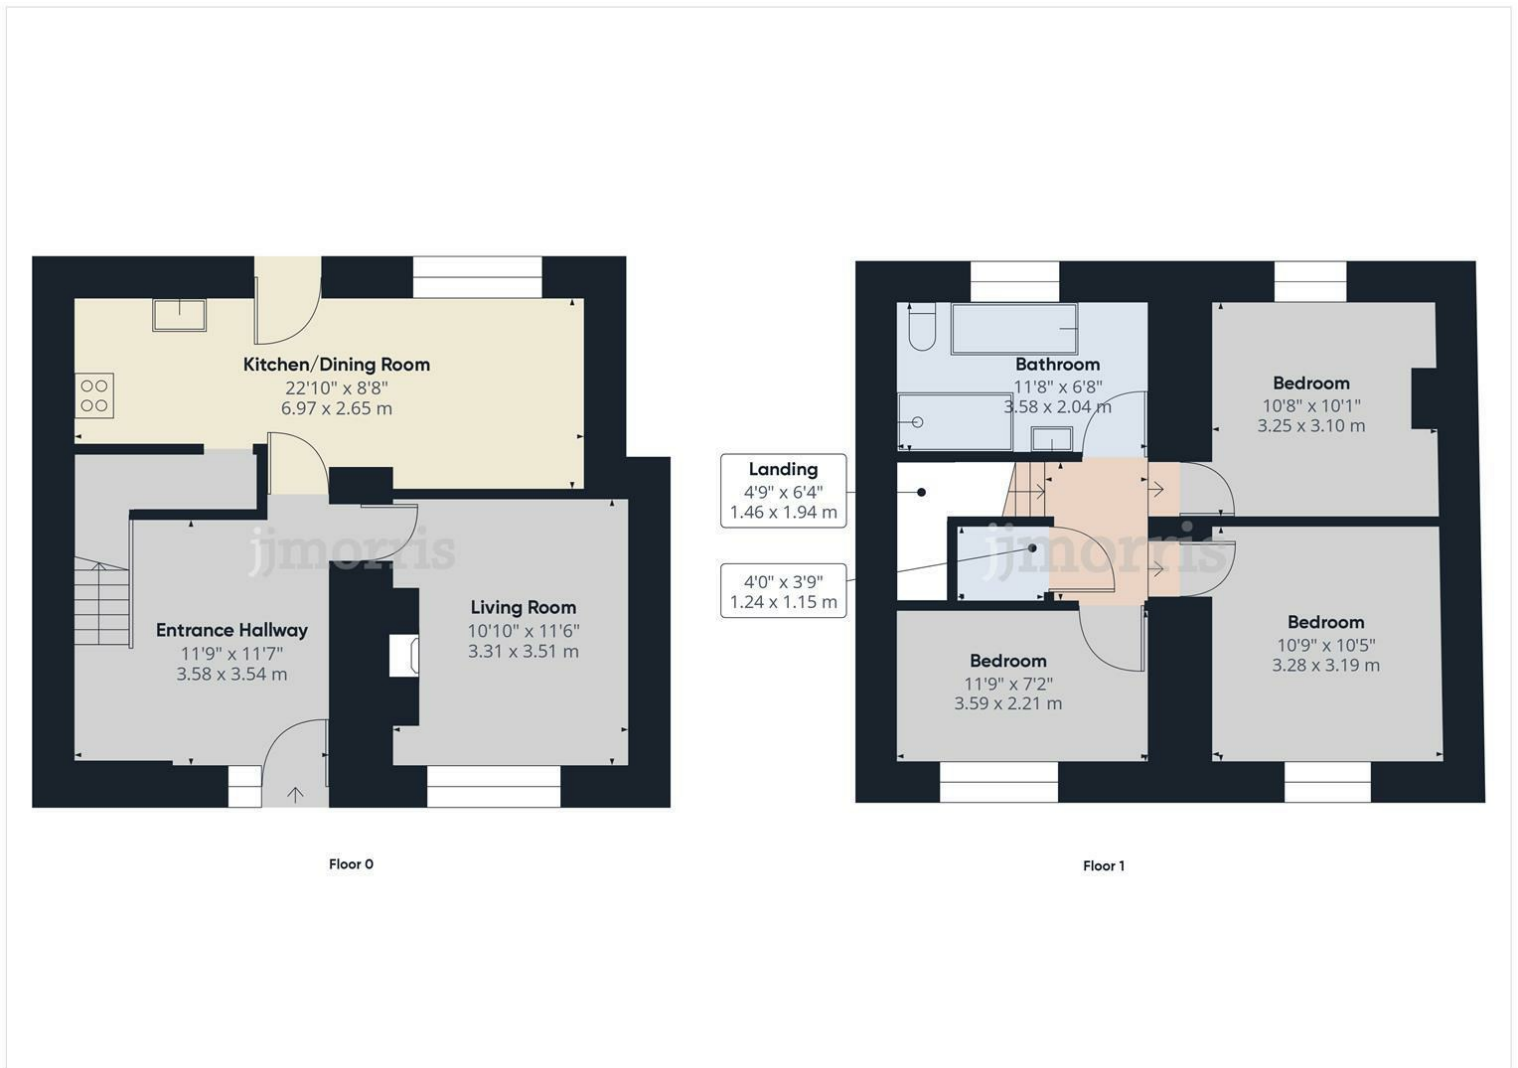 Kitchen/Dining Room
22'10" x 8'8"
6.97 x 2.65 m
jjmorris
Entrance Hallway
11'9" x 11'7"
3.58 x 3.54 m
Living Room
10'10" x 11'6"
3.31 x 3.51 m
Floor 0
Bathroom
11'8" x 6'8"
3.58 x 2.04 m
Bedroom
10'8" x 10'1"
3.25 x 3.10 m
Landing
4'9" x 6'4"
1.46 x 1.94 m
4'0" x 3'9"
1.24 x 1.15 m
jjmorris
Bedroom
11'9" x 7'2"
3.59 x 2.21 m
Bedroom
10'9" x 10'5"
3.28 x 3.19 m
Floor 1